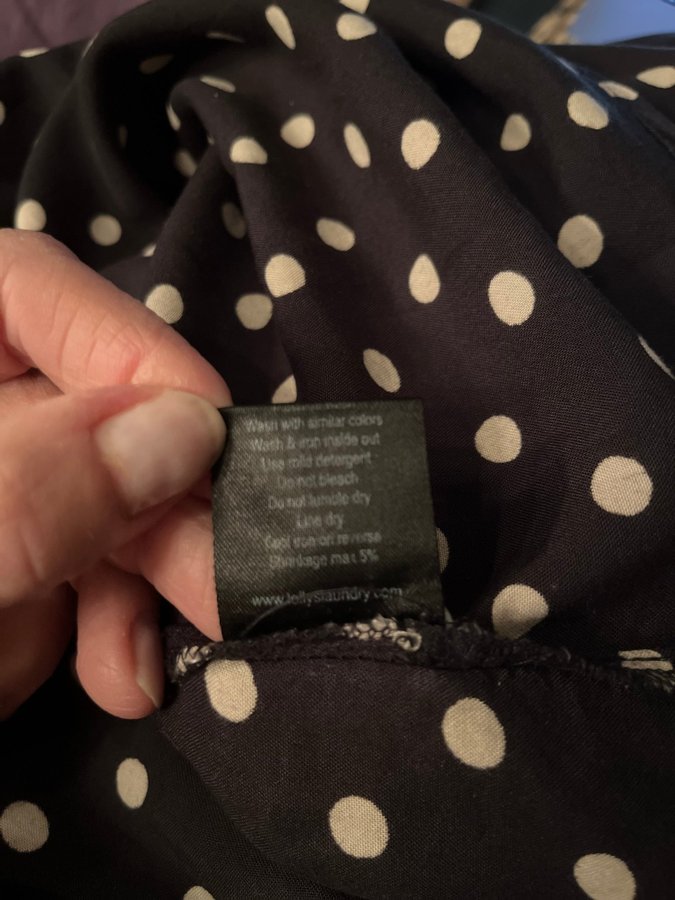 Wash with similar colors
Wash & iron inside out
Use mild detergent
Do not bleach
Do not tumble dry
Line dry
Cool iron on reverse
Shrinkage max 5%
www.lollyslaundry.com